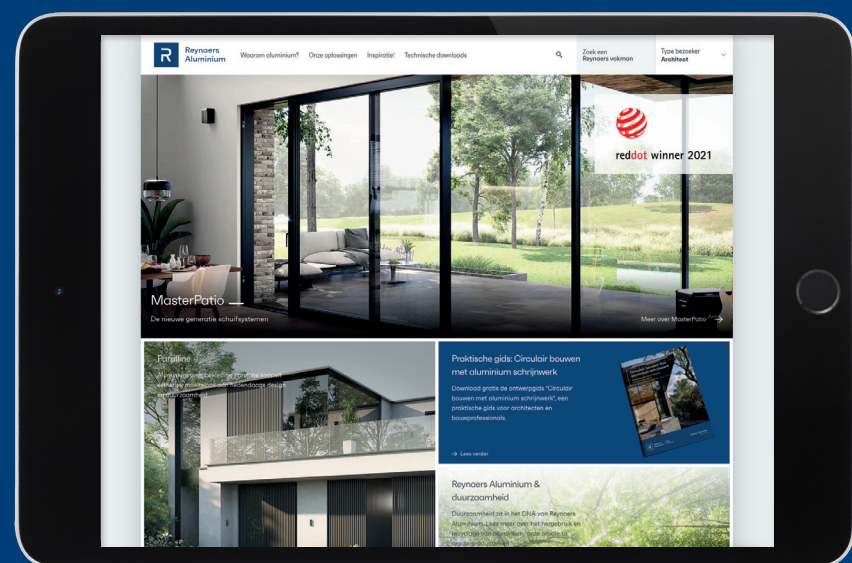 Reynaers
Aluminium
Waarom aluminium?
Onze oplossingen
Inspiratie!
Technische downloads
Zoek een
Reynaers vakman
Type bezoeker
Architect
reddot winner 2021
MasterPatio
De nieuwe generatie schuifsystemen
Meer over MasterPatio
Paralline
Praktische gids: Circulair bouwen
met aluminium schrijnwerk
Download gratis de ontwerpgids "Circulair
bouwen met aluminium schrijnwerk", een
praktische gids voor architecten en
bouwprofessionals.
Lees verder
Reynaers Aluminium &
duurzaamheid
Duurzaamheid zit in het DNA van Reynaers
Aluminium. Lees meer over het hergebruik en